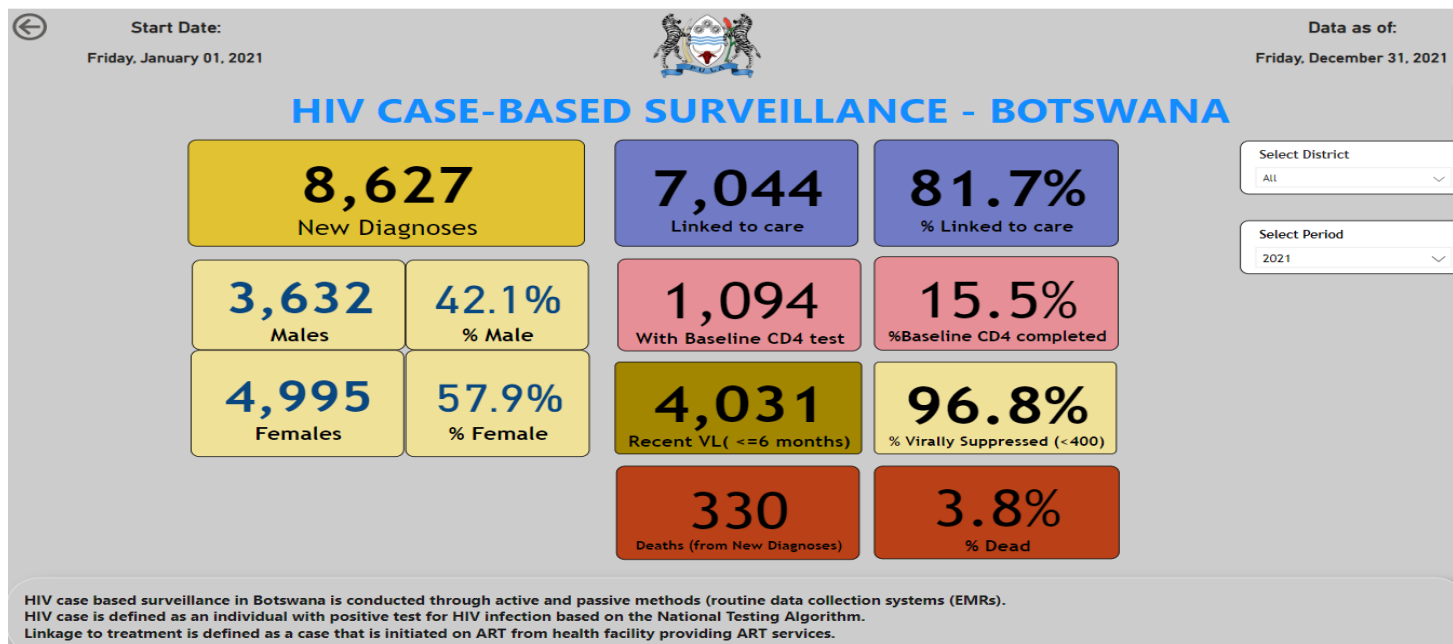 Start Date:
Friday, January 01, 2021
PULA
Data as of:
Friday, December 31, 2021
HIV CASE-BASED SURVEILLANCE - BOTSWANA
8,627
New Diagnoses
7,044
Linked to care
81.7%
% Linked to care
Select District
All
Select Period
2021
3,632
Males
42.1%
% Male
1,094
With Baseline CD4 test
15.5%
%Baseline CD4 completed
4,995
Females
57.9%
% Female
4,031
Recent VL( <=6 months)
96.8%
% Virally Suppressed (<400)
330
Deaths (from New Diagnoses)
3.8%
% Dead
HIV case based surveillance in Botswana is conducted through active and passive methods (routine data collection systems (EMRs).
HIV case is defined as an individual with positive test for HIV infection based on the National Testing Algorithm.
Linkage to treatment is defined as a case that is initiated on ART from health facility providing ART services.